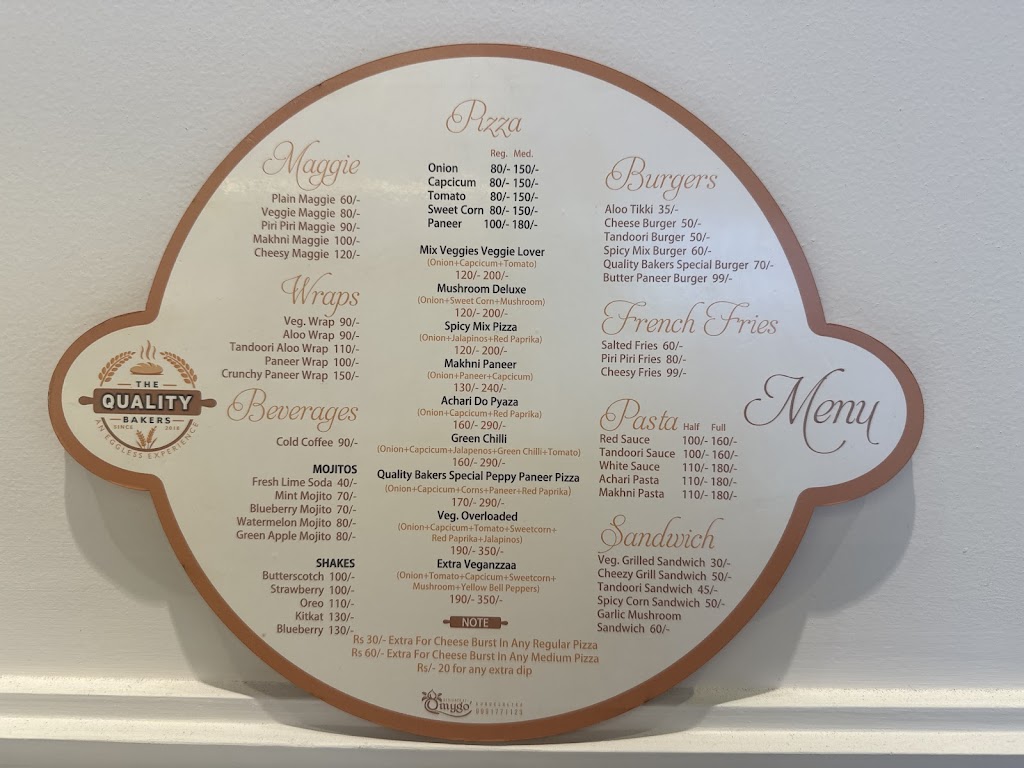 Pizza
Reg. Med.
Onion 80/- 150/-
Capcicum 80/- 150/-
Tomato 80/- 150/-
Sweet Corn 80/- 150/-
Paneer 100/- 180/-
Mix Veggies Veggie Lover
(Onion+Capcicum+Tomato)
120/- 200/-
Mushroom Deluxe
(Onion+Sweet Corn+Mushroom)
120/- 200/-
Spicy Mix Pizza
(Onion+Jalapinos+Red Paprika)
120/- 200/-
Makhni Paneer
(Onion+Paneer+Capcicum)
130/- 240/-
Achari Do Pyaza
(Onion+Capcicum+Red Paprika)
160/- 290/-
Green Chilli
(Onion+Capcicum+Jalapenos+Green Chilli+Tomato)
160/- 290/-
Quality Bakers Special Peppy Paneer Pizza
(Onion+Capcicum+Corns+Paneer+Red Paprika)
170/- 290/-
Veg. Overloaded
(Onion+Capcicum+Tomato+Sweetcorn+
Red Paprika+Jalapinos)
190/- 350/-
Extra Veganzzaa
(Onion+Tomato+Capcicum+Sweetcorn+
Mushroom+Yellow Bell Peppers)
190/- 350/-
NOTE
Rs 30/- Extra For Cheese Burst In Any Regular Pizza
Rs 60/- Extra For Cheese Burst In Any Medium Pizza
Rs/- 20 for any extra dip
Maggie
Plain Maggie 60/-
Veggie Maggie 80/-
Piri Piri Maggie 90/-
Makhni Maggie 100/-
Cheesy Maggie 120/-
Wraps
Veg. Wrap 90/-
Aloo Wrap 90/-
Tandoori Aloo Wrap 110/-
Paneer Wrap 100/-
Crunchy Paneer Wrap 150/-
Beverages
Cold Coffee 90/-
MOJITOS
Fresh Lime Soda 40/-
Mint Mojito 70/-
Blueberry Mojito 70/-
Watermelon Mojito 80/-
Green Apple Mojito 80/-
SHAKES
Butterscotch 100/-
Strawberry 100/-
Oreo 110/-
Kitkat 130/-
Blueberry 130/-
THE
QUALITY
BAKERS
SINCE 2018
AN EGGLESS EXPERIENCE
Burgers
Aloo Tikki 35/-
Cheese Burger 50/-
Tandoori Burger 50/-
Spicy Mix Burger 60/-
Quality Bakers Special Burger 70/-
Butter Paneer Burger 99/-
French Fries
Salted Fries 60/-
Piri Piri Fries 80/-
Cheesy Fries 99/-
Pasta Half Full
Red Sauce 100/- 160/-
Tandoori Sauce 100/- 160/-
White Sauce 110/- 180/-
Achari Pasta 110/- 180/-
Makhni Pasta 110/- 180/-
Sandwich
Veg. Grilled Sandwich 30/-
Cheezy Grill Sandwich 50/-
Tandoori Sandwich 45/-
Spicy Corn Sandwich 50/-
Garlic Mushroom
Sandwich 60/-
Menu
Omygo